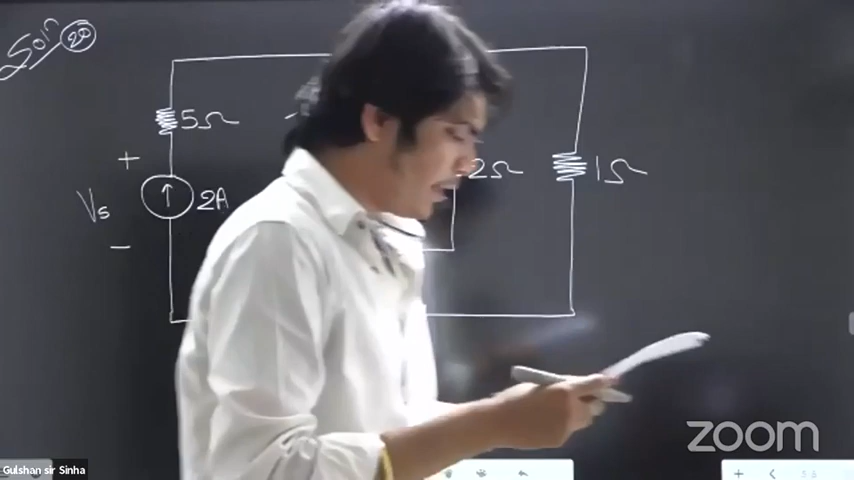 Soln 20
5Ω
+
Vs
2A
−
2Ω
1Ω
zoom
Gulshan sir Sinha